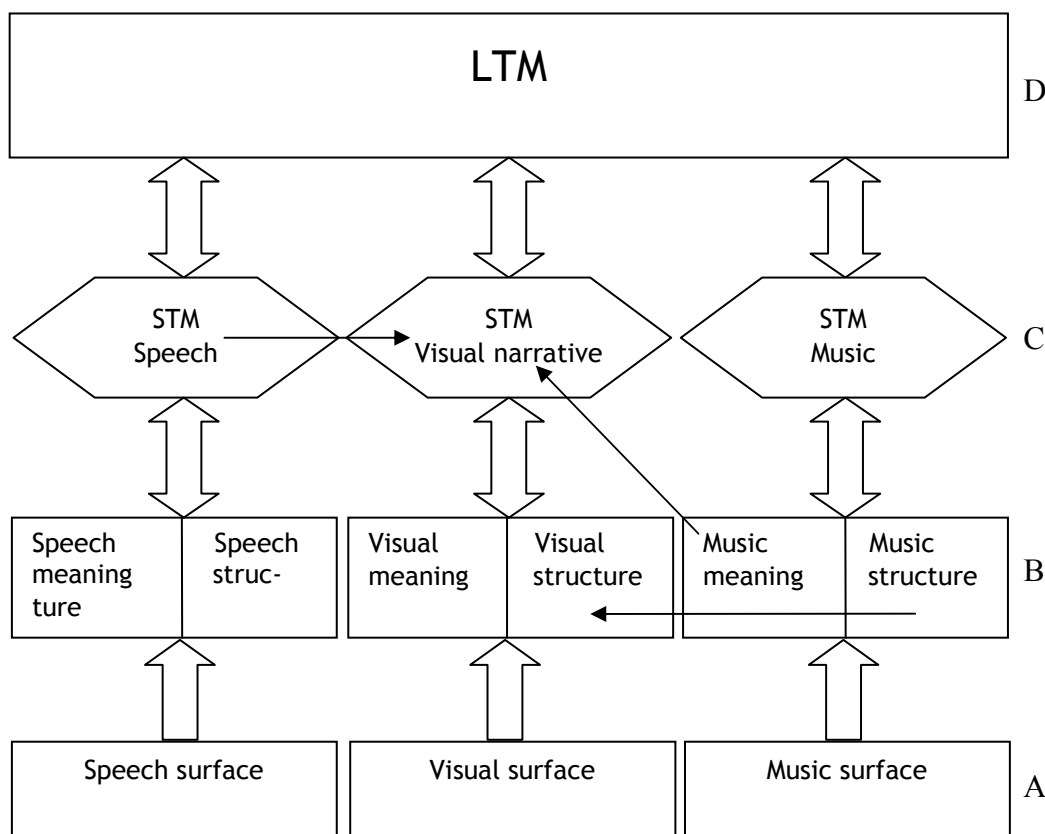 LTM
D
STM
Speech
STM
Visual narrative
STM
Music
C
Speech
meaning
ture
Speech
struc-
Visual
meaning
Visual
structure
Music
meaning
Music
structure
B
Speech surface
Visual surface
Music surface
A